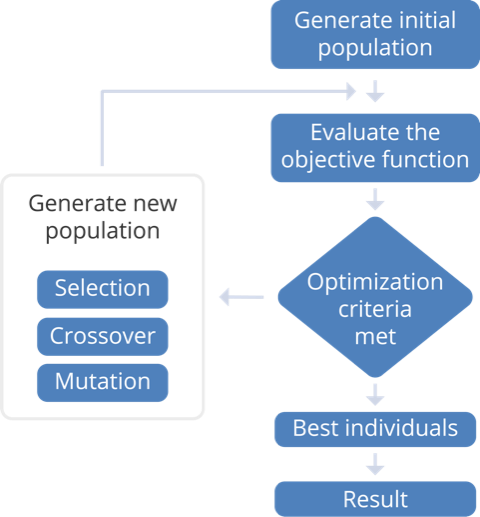 Generate initial
population
Evaluate the
objective function
Generate new
population
Selection
Crossover
Mutation
Optimization
criteria
met
Best individuals
Result